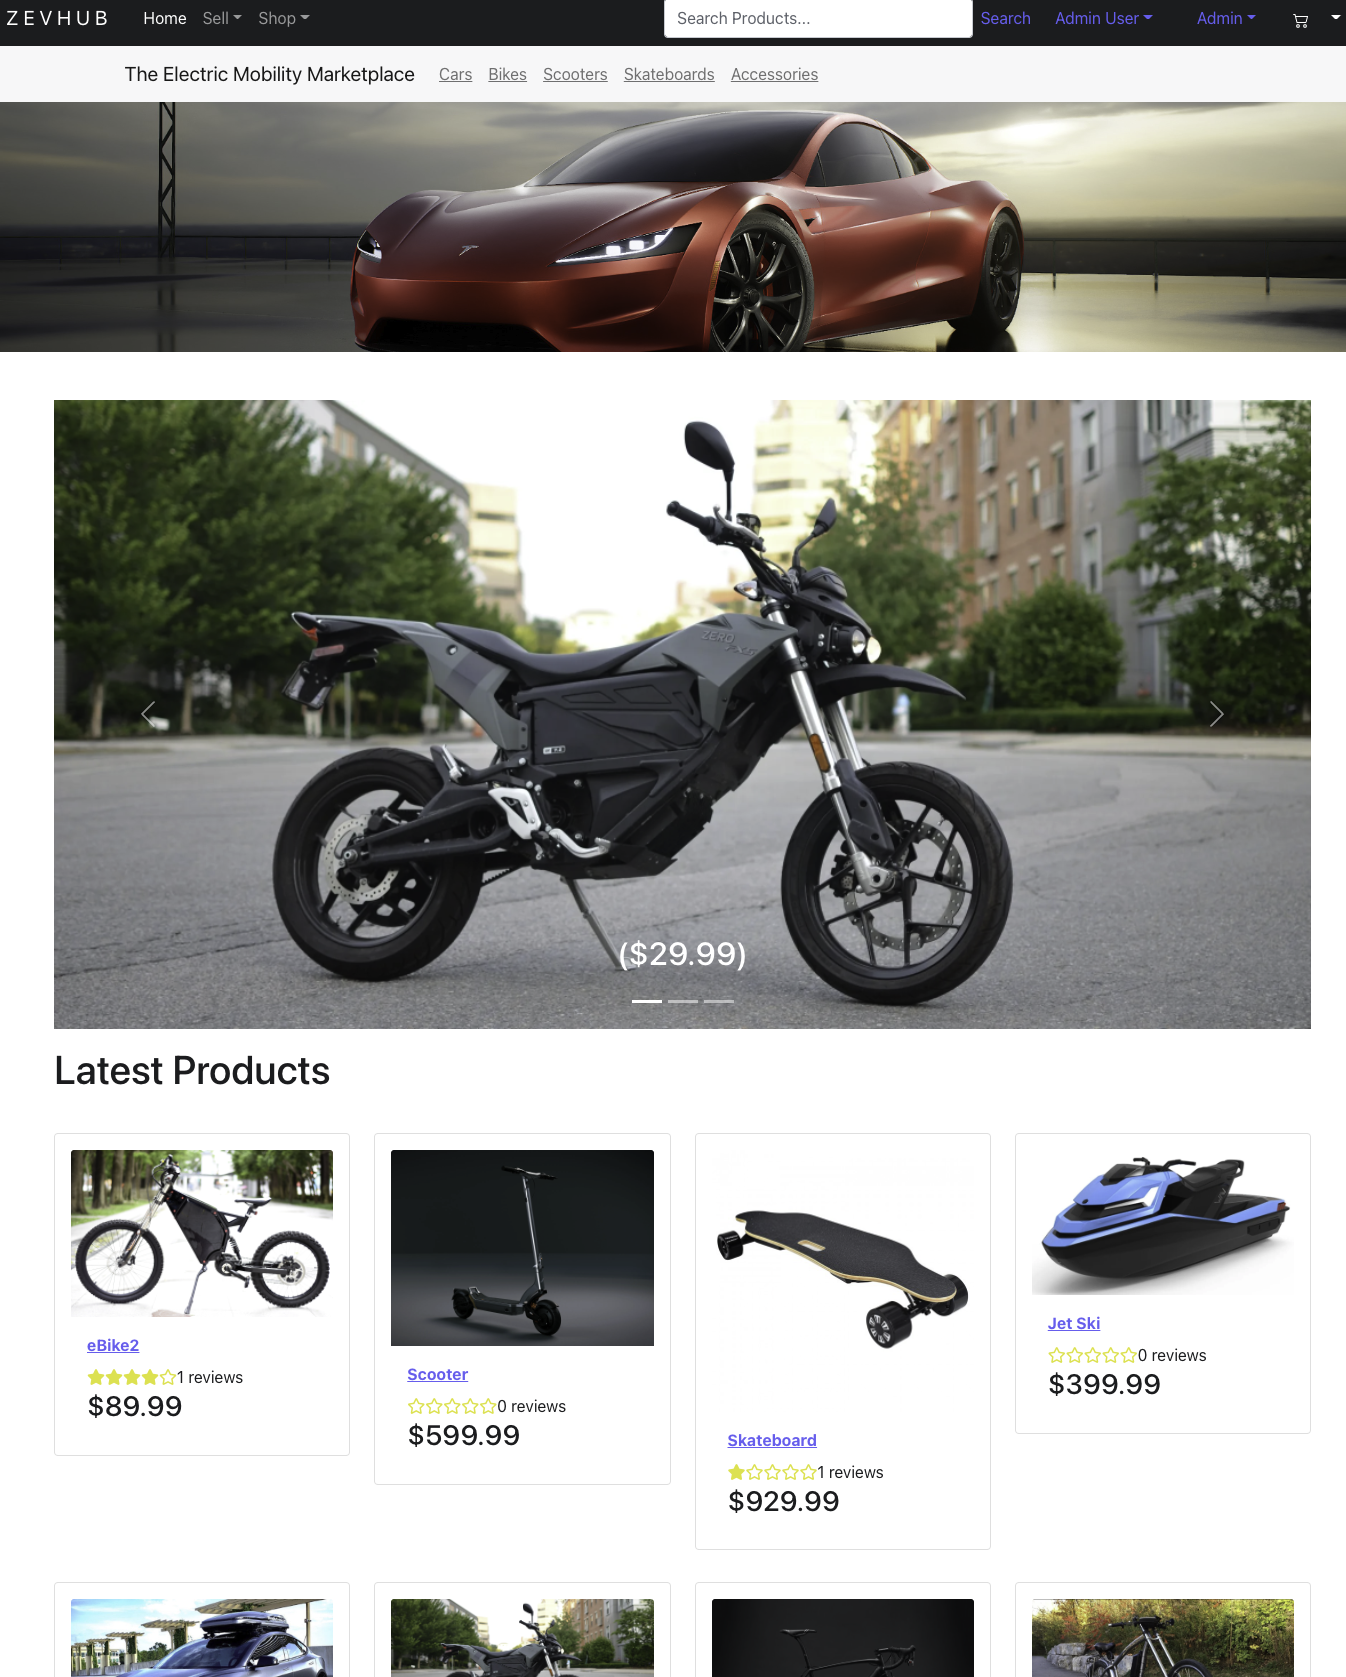 ZEVHUB Home Sell Shop Search Products... Search Admin User Admin
The Electric Mobility Marketplace Cars Bikes Scooters Skateboards Accessories
ZERO
FXS
($29.99)
Latest Products
eBike2
1 reviews
$89.99
Scooter
0 reviews
$599.99
Skateboard
1 reviews
$929.99
Jet Ski
0 reviews
$399.99